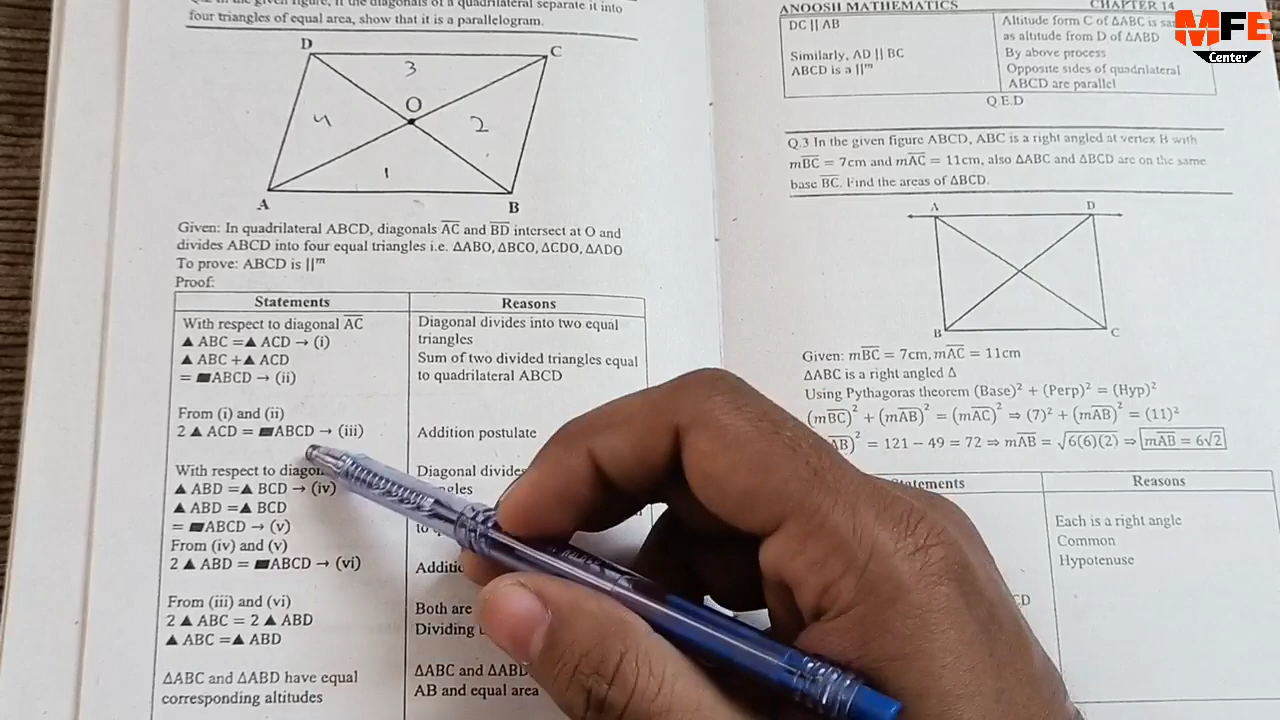 four triangles of equal area, show that it is a parallelogram.
D
C
3
O
4
2
1
A
B
Given: In quadrilateral ABCD, diagonals AC and BD intersect at O and
divides ABCD into four equal triangles i.e. ΔABO, ΔBCO, ΔCDO, ΔADO
To prove: ABCD is ||ᵐ
Proof:
Statements
Reasons
With respect to diagonal AC
▲ ABC =▲ ACD → (i)
▲ ABC +▲ ACD
= ▰ABCD → (ii)
From (i) and (ii)
2 ▲ ACD = ▰ABCD → (iii)
With respect to
▲ ABD =▲ BCD → (iv)
▲ ABD =▲ BCD
= ▰ABCD → (v)
From (iv) and (v)
2 ▲ ABD = ▰ABCD → (vi)
From (iii) and (vi)
2 ▲ ABC = 2 ▲ ABD
▲ ABC =▲ ABD
ΔABC and ΔABD have equal
corresponding altitudes
Diagonal divides into two equal
triangles
Sum of two divided triangles equal
to quadrilateral ABCD
Addition postulate
Diagonal divides
Both are
Dividing
ΔABC and ΔABD
AB and equal area
ANOOSH MATHEMATICS
CHAPTER 14
DC || AB
Similarly, AD || BC
ABCD is a ||ᵐ
Altitude form C of ΔABC is
as altitude from D of ΔABD
By above process
Opposite sides of quadrilateral
ABCD are parallel
Q.E.D
MFE
Center
Q.3 In the given figure ABCD, ABC is a right angled at vertex B with
mBC = 7cm and mAC = 11cm, also ΔABC and ΔBCD are on the same
base BC. Find the areas of ΔBCD.
A
D
B
C
Given: mBC = 7cm, mAC = 11cm
ΔABC is a right angled Δ
Using Pythagoras theorem (Base)² + (Perp)² = (Hyp)²
(mBC)² + (mAB)² = (mAC)² ⇒ (7)² + (mAB)² = (11)²
AB)² = 121 − 49 = 72 ⇒ mAB = √6(6)(2) ⇒ mAB = 6√2
Reasons
Each is a right angle
Common
Hypotenuse